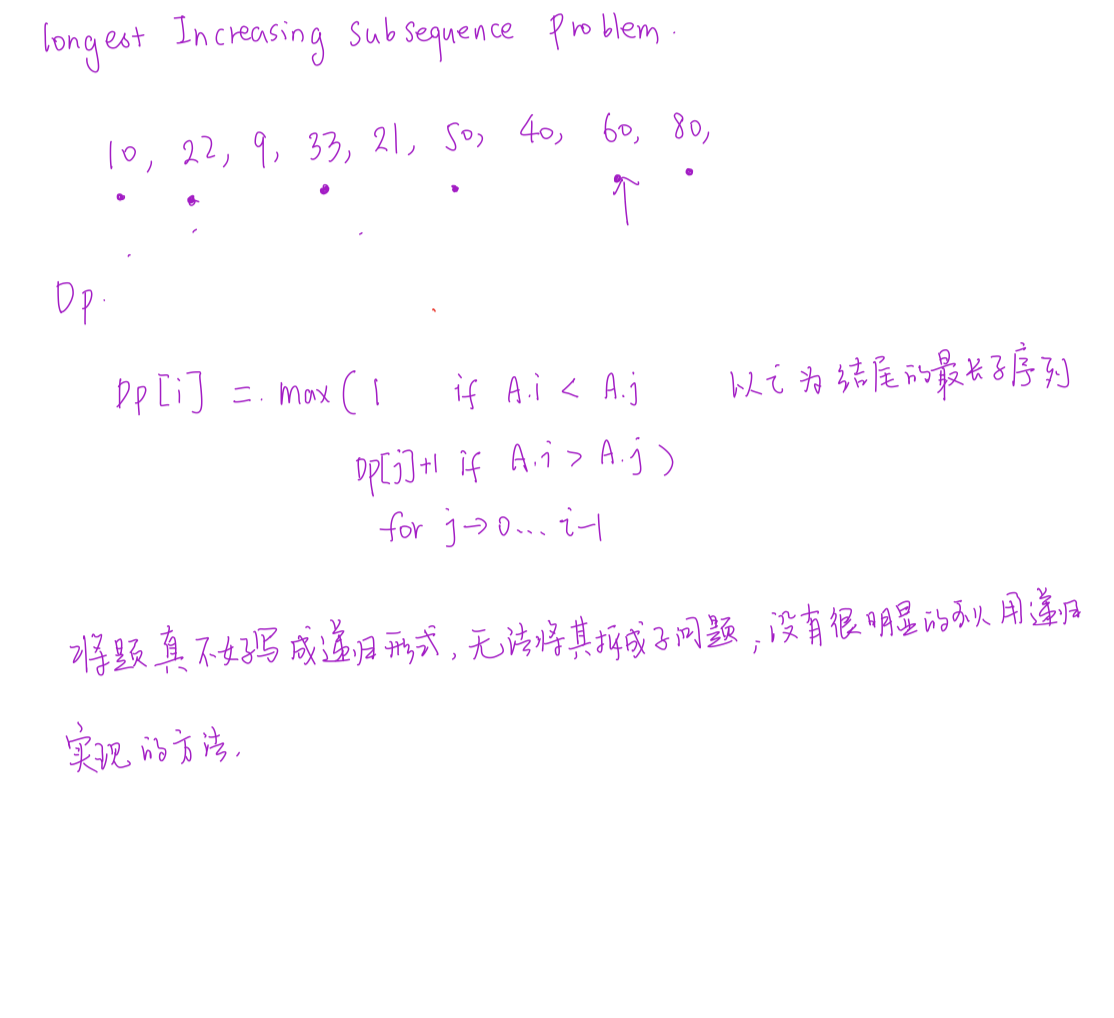 longest Increasing Subsequence Problem.
10, 22, 9, 33, 21, 50, 40, 60, 80,
Dp.
Dp[i] = max( 1 if A.i < A.j 以i为结尾的最长子序列
Dp[j]+1 if A.i > A.j )
for j→0... i-1
将题真不好写成递归形式,无法将其拆成子问题,没有很明显的可以用递归
实现的方法.